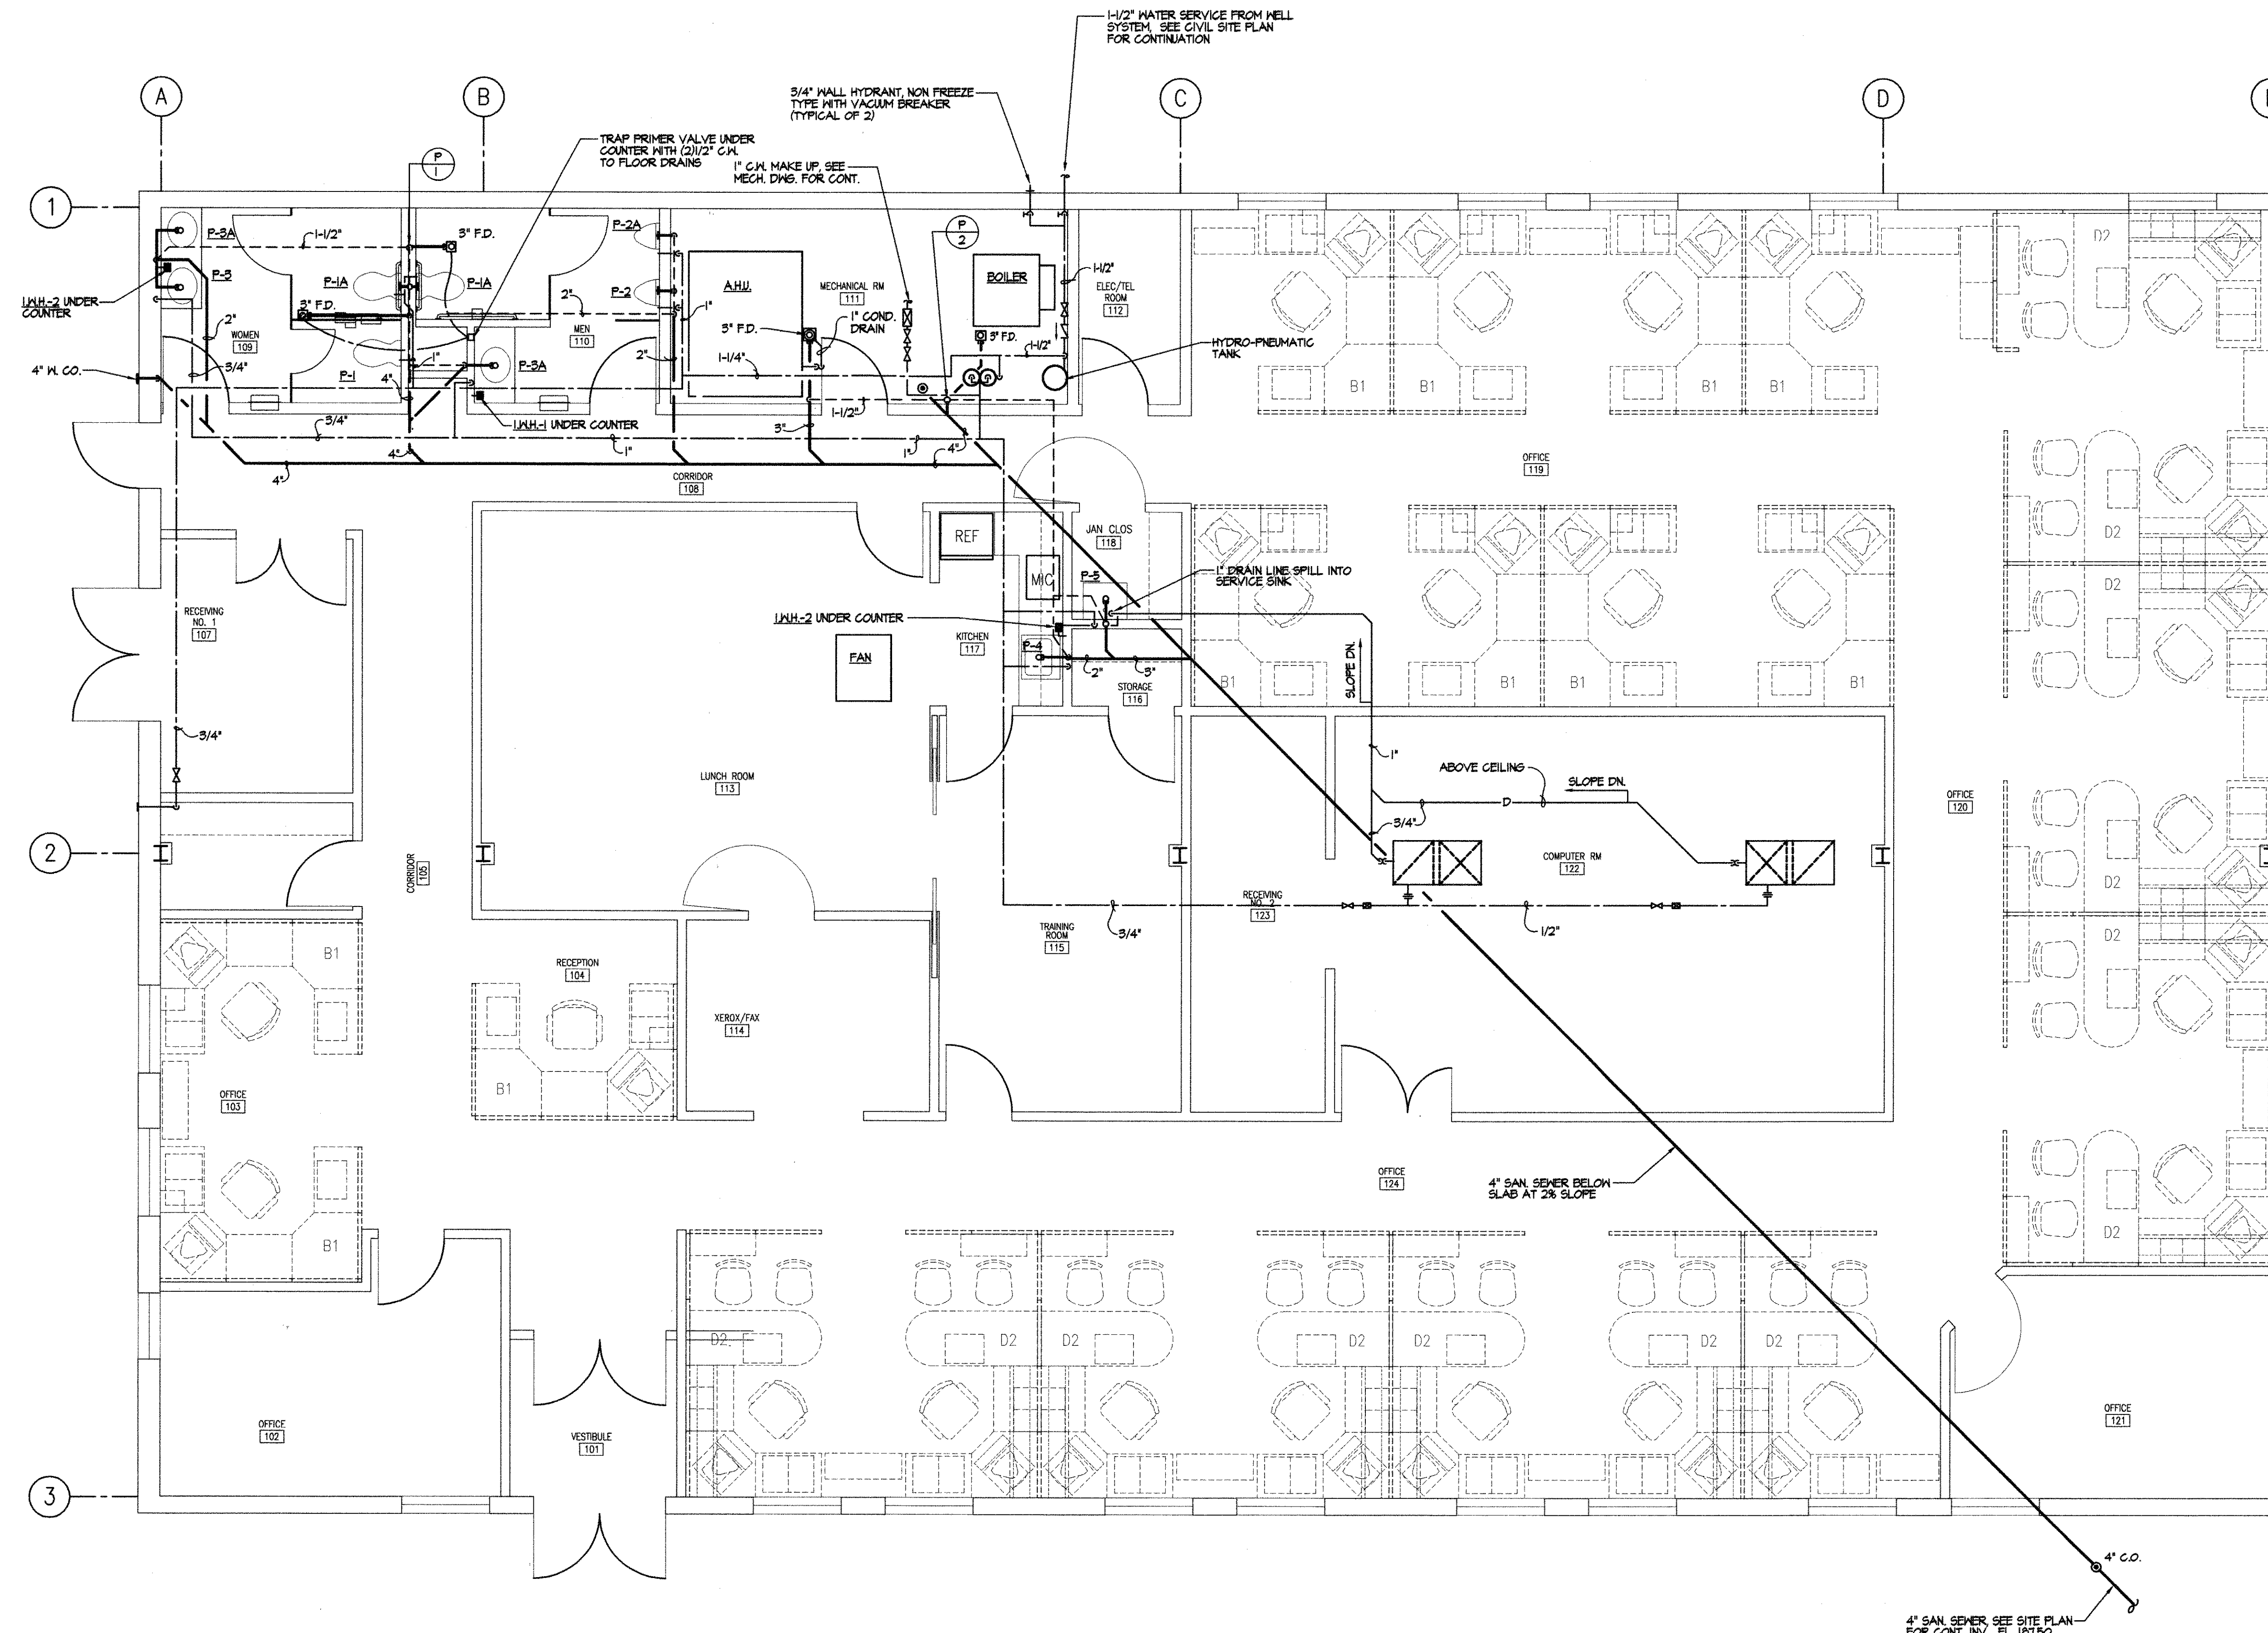 1-1/2" WATER SERVICE FROM WELL
SYSTEM, SEE CIVIL SITE PLAN
FOR CONTINUATION
3/4" WALL HYDRANT, NON FREEZE
TYPE WITH VACUUM BREAKER
(TYPICAL OF 2)
A
B
C
D
TRAP PRIMER VALVE UNDER
COUNTER WITH (2)1/2" C.W.
TO FLOOR DRAINS
P
1
1" C.W. MAKE UP, SEE
MECH. DWG. FOR CONT.
1
P-3A
1-1/2"
3" F.D.
P-2A
P
2
D2
P-3
P-1A
P-1A
A.H.U.
MECHANICAL RM
111
BOILER
1-1/2"
ELEC/TEL
ROOM
112
I.W.H.-2 UNDER
COUNTER
3" F.D.
2"
P-2
1"
1" COND.
DRAIN
2"
WOMEN
109
MEN
110
3" F.D.
3" F.D.
1-1/2"
HYDRO-PNEUMATIC
TANK
4" W. CO.
3/4"
P-1
1"
4"
P-3A
2"
1-1/4"
B1
B1
B1
B1
1-1/2"
3/4"
I.W.H.-1 UNDER COUNTER
3"
4"
1"
1"
4"
4"
4"
CORRIDOR
108
OFFICE
119
REF
JAN CLOS
118
D2
MIC
P-5
1" DRAIN LINE SPILL INTO
SERVICE SINK
D2
RECEIVING
NO. 1
107
I.W.H.-2 UNDER COUNTER
KITCHEN
117
P-4
FAN
2"
3"
STORAGE
116
SLOPE DN.
B1
B1
B1
B1
3/4"
1"
LUNCH ROOM
113
ABOVE CEILING
SLOPE DN.
D
3/4"
OFFICE
120
D2
2
CORRIDOR
105
COMPUTER RM
122
D2
RECEIVING
NO. 2
123
3/4"
1/2"
TRAINING
ROOM
115
D2
B1
RECEPTION
104
XEROX/FAX
114
B1
OFFICE
103
OFFICE
124
4" SAN. SEWER BELOW
SLAB AT 2% SLOPE
B1
D2
D2
D2
D2
D2
D2
D2
D2
OFFICE
102
VESTIBULE
101
OFFICE
121
3
4" C.O.
4" SAN. SEWER, SEE SITE PLAN
FOR CONT. INV. EL. 187.50